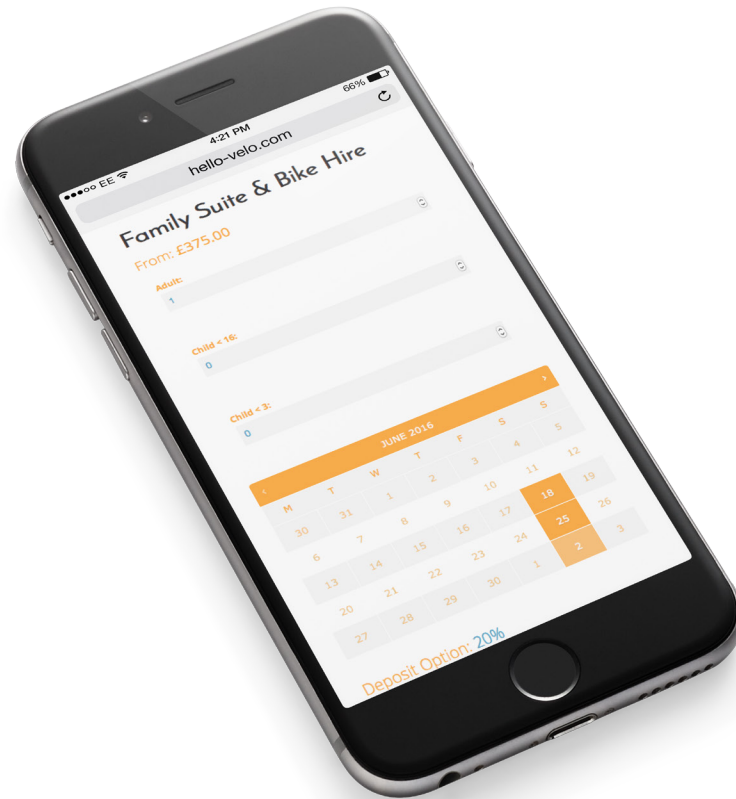 ●●●○○ EE 4:21 PM 66%
hello-velo.com
Family Suite & Bike Hire
From: £375.00
Adult:
1
Child < 16:
0
Child < 3:
0
‹ JUNE 2016 ›
M T W T F S S
30 31 1 2 3 4 5
6 7 8 9 10 11 12
13 14 15 16 17 18 19
20 21 22 23 24 25 26
27 28 29 30 1 2 3
Deposit Option: 20%